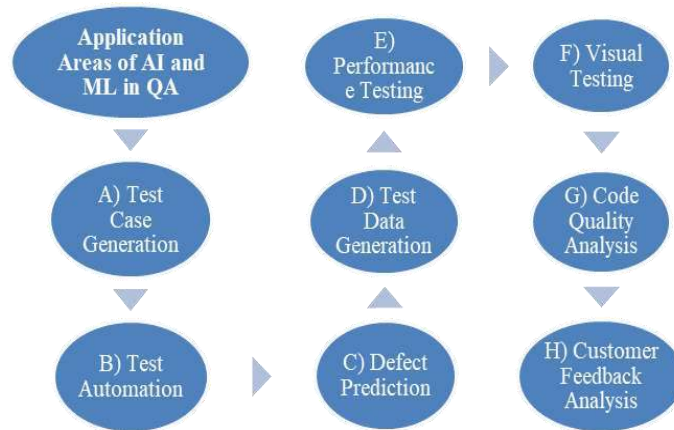 Application
Areas of AI and
ML in QA
A) Test
Case
Generation
B) Test
Automation
C) Defect
Prediction
D) Test
Data
Generation
E)
Performanc
e Testing
F) Visual
Testing
G) Code
Quality
Analysis
H) Customer
Feedback
Analysis